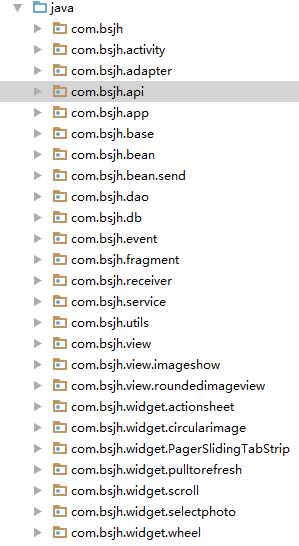 java
com.bsjh
com.bsjh.activity
com.bsjh.adapter
com.bsjh.api
com.bsjh.app
com.bsjh.base
com.bsjh.bean
com.bsjh.bean.send
com.bsjh.dao
com.bsjh.db
com.bsjh.event
com.bsjh.fragment
com.bsjh.receiver
com.bsjh.service
com.bsjh.utils
com.bsjh.view
com.bsjh.view.imageshow
com.bsjh.view.roundedimageview
com.bsjh.widget.actionsheet
com.bsjh.widget.circularimage
com.bsjh.widget.PagerSlidingTabStrip
com.bsjh.widget.pulltorefresh
com.bsjh.widget.scroll
com.bsjh.widget.selectphoto
com.bsjh.widget.wheel